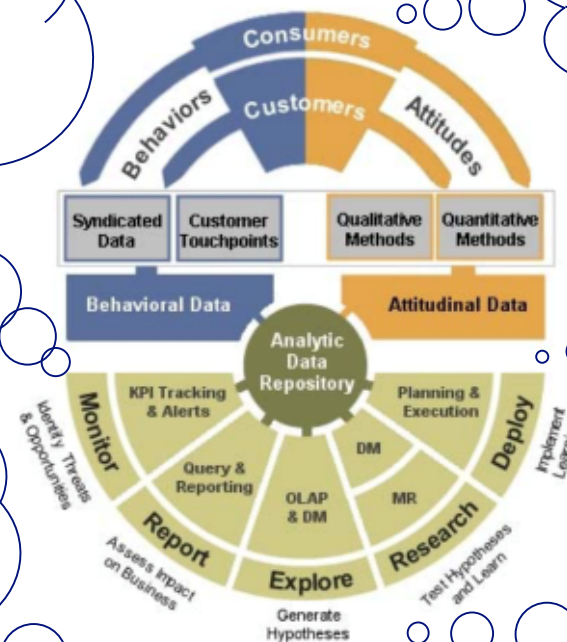 Consumers
Customers
Behaviors
Attitudes
Syndicated
Data
Customer
Touchpoints
Qualitative
Methods
Quantitative
Methods
Behavioral Data
Attitudinal Data
Analytic
Data
Repository
KPI Tracking
& Alerts
Query &
Reporting
OLAP
& DM
DM
MR
Planning &
Execution
Monitor
Report
Explore
Research
Deploy
Identify Threats
& Opportunities
Assess Impact
on Business
Generate
Hypotheses
Test Hypotheses
and Learn
Implement